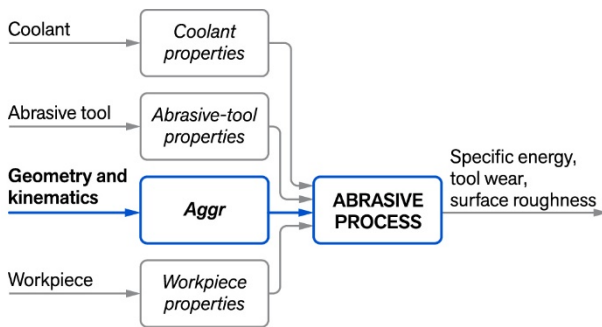 Coolant
Coolant
properties
Abrasive tool
Abrasive-tool
properties
Geometry and
kinematics
Aggr
Workpiece
Workpiece
properties
ABRASIVE
PROCESS
Specific energy,
tool wear,
surface roughness